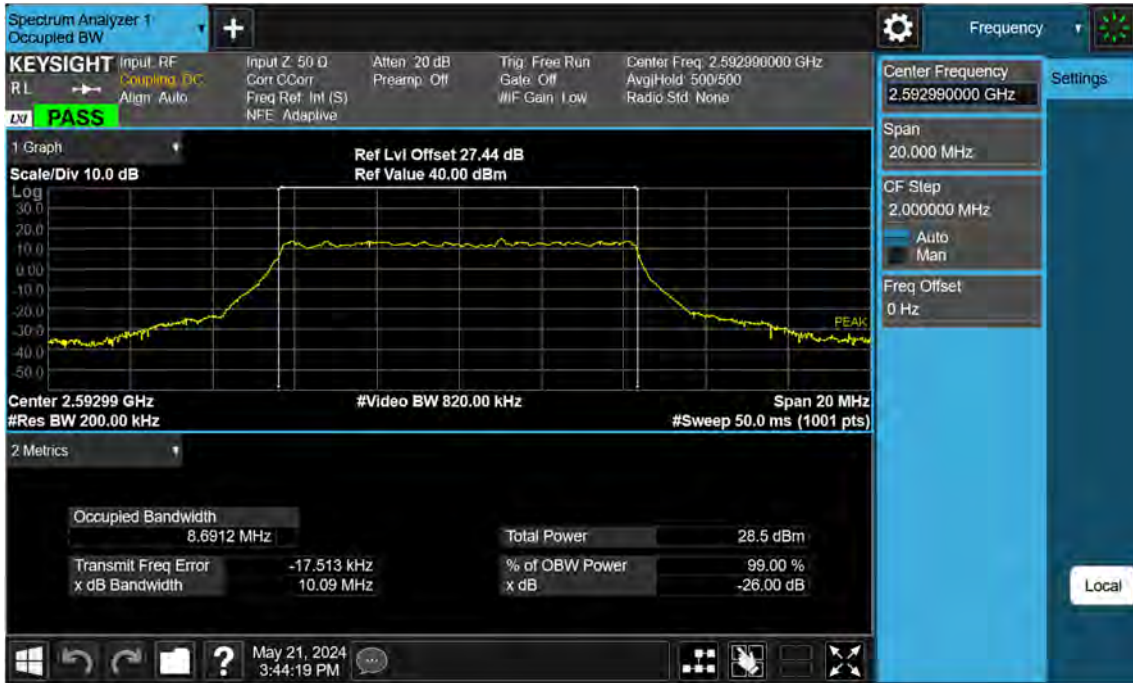 Spectrum Analyzer 1
Occupied BW
+
Frequency
KEYSIGHT
Input: RF
Coupling: DC
Align: Auto
RL
LXI
PASS
Input Z: 50 Ω
Corr CCorr
Freq Ref: Int (S)
NFE: Adaptive
Atten: 20 dB
Preamp: Off
Trig: Free Run
Gate: Off
#IF Gain: Low
Center Freq: 2.592990000 GHz
Avg|Hold: 500/500
Radio Std: None
Center Frequency
2.592990000 GHz
Settings
Span
20.000 MHz
CF Step
2.000000 MHz
Auto
Man
Freq Offset
0 Hz
1 Graph
Scale/Div 10.0 dB
Ref Lvl Offset 27.44 dB
Ref Value 40.00 dBm
Log
30.0
20.0
10.0
0.00
-10.0
-20.0
-30.0
-40.0
-50.0
PEAK
Center 2.59299 GHz
#Video BW 820.00 kHz
Span 20 MHz
#Res BW 200.00 kHz
#Sweep 50.0 ms (1001 pts)
2 Metrics
Occupied Bandwidth
8.6912 MHz
Total Power 28.5 dBm
Transmit Freq Error -17.513 kHz
% of OBW Power 99.00 %
x dB Bandwidth 10.09 MHz
x dB -26.00 dB
Local
?
May 21, 2024
3:44:19 PM